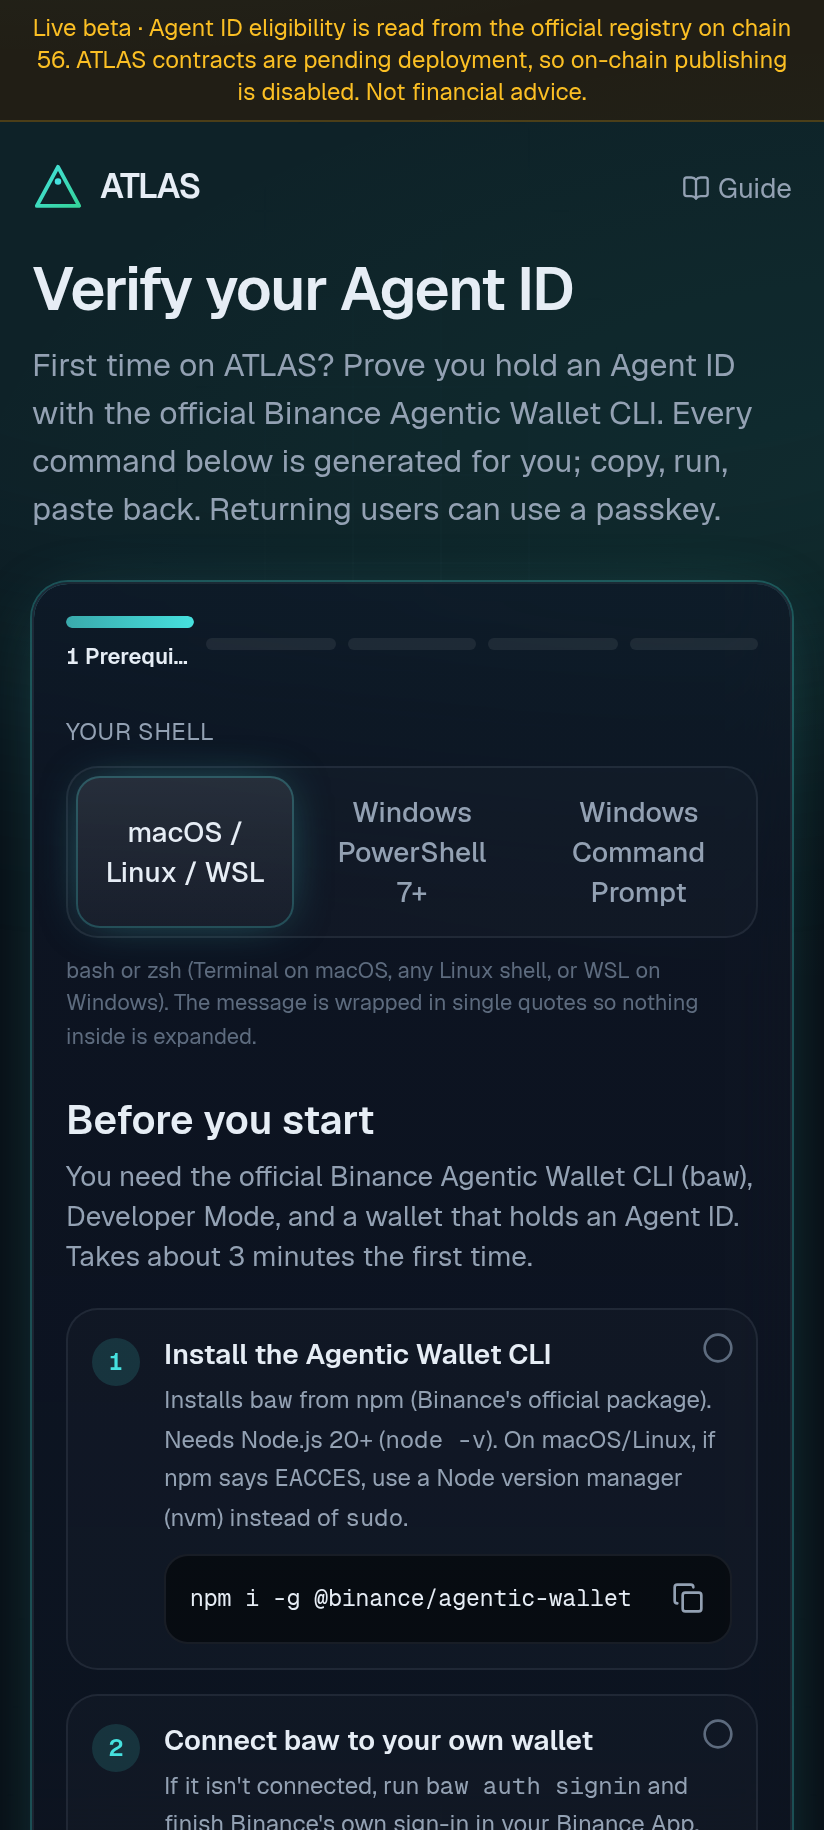 Live beta · Agent ID eligibility is read from the official registry on chain
56. ATLAS contracts are pending deployment, so on-chain publishing
is disabled. Not financial advice.
ATLAS
Guide
Verify your Agent ID
First time on ATLAS? Prove you hold an Agent ID
with the official Binance Agentic Wallet CLI. Every
command below is generated for you; copy, run,
paste back. Returning users can use a passkey.
1 Prerequi...
YOUR SHELL
macOS /
Linux / WSL
Windows
PowerShell
7+
Windows
Command
Prompt
bash or zsh (Terminal on macOS, any Linux shell, or WSL on
Windows). The message is wrapped in single quotes so nothing
inside is expanded.
Before you start
You need the official Binance Agentic Wallet CLI (baw),
Developer Mode, and a wallet that holds an Agent ID.
Takes about 3 minutes the first time.
1
Install the Agentic Wallet CLI
Installs baw from npm (Binance's official package).
Needs Node.js 20+ (node -v). On macOS/Linux, if
npm says EACCES, use a Node version manager
(nvm) instead of sudo.
npm i -g @binance/agentic-wallet
2
Connect baw to your own wallet
If it isn't connected, run baw auth signin and
finish Binance's own sign-in in your Binance App.